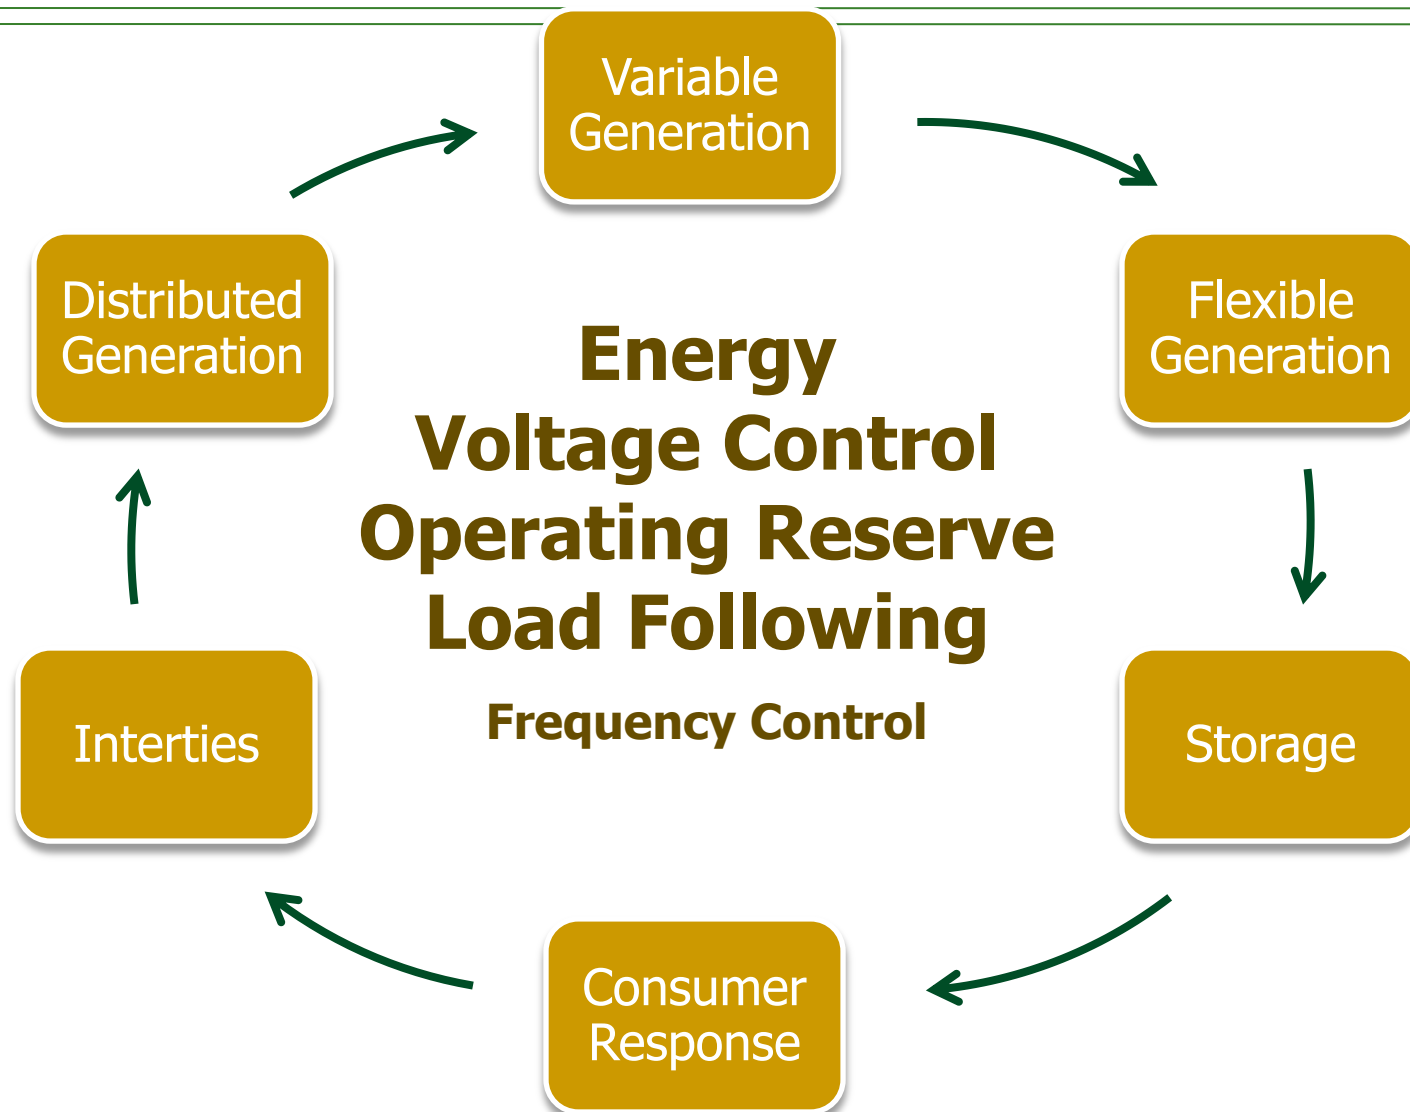 Variable
Generation
Distributed
Generation
Flexible
Generation
Energy
Voltage Control
Operating Reserve
Load Following
Frequency Control
Interties
Storage
Consumer
Response